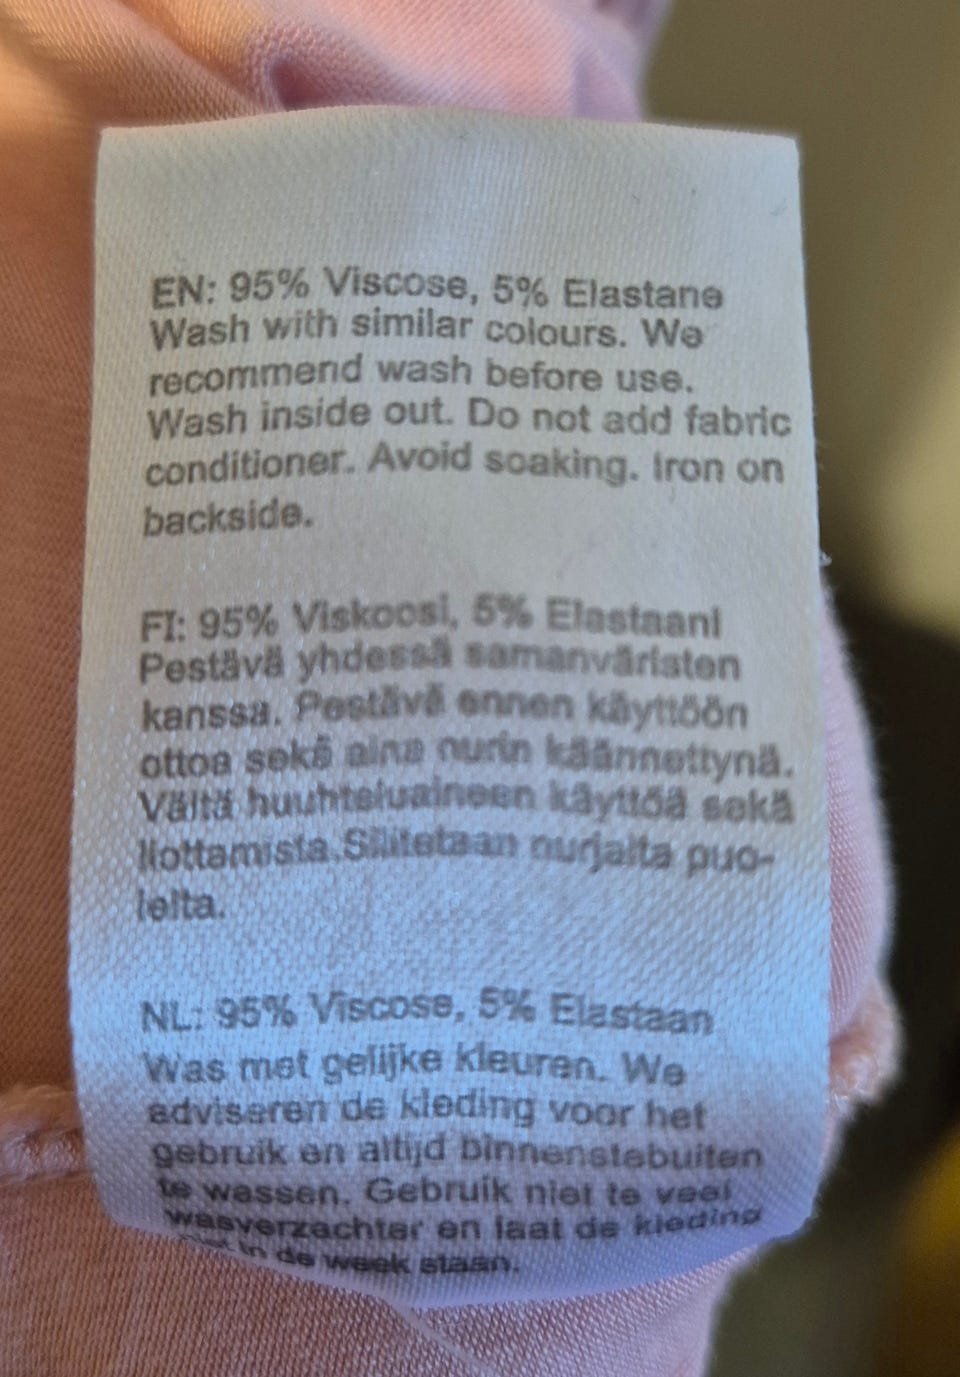 EN: 95% Viscose, 5% Elastane
Wash with similar colours. We
recommend wash before use.
Wash inside out. Do not add fabric
conditioner. Avoid soaking. Iron on
backside.
FI: 95% Viskoosi, 5% Elastaani
Pestävä yhdessä samanväristen
kanssa. Pestävä ennen käyttöön
ottoa sekä aina nurin käännettynä.
Vältä huuhteluaineen käyttöä sekä
liottamista.Silitetään nurjalta puo-
lelta.
NL: 95% Viscose, 5% Elastaan
Was met gelijke kleuren. We
adviseren de kleding voor het
gebruik en altijd binnenstebuiten
te wassen. Gebruik niet te veel
wasverzachter en laat de kleding
niet in de week staan.